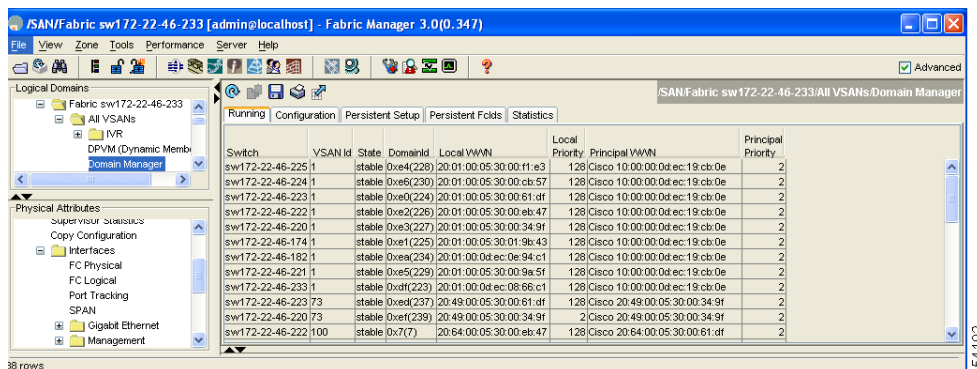 /SAN/Fabric sw172-22-46-233 [admin@localhost] - Fabric Manager 3.0(0.347)
File View Zone Tools Performance Server Help
Advanced
Logical Domains
/SAN/Fabric sw172-22-46-233/All VSANs/Domain Manager
Fabric sw172-22-46-233
All VSANs
IVR
DPVM (Dynamic Membe
Domain Manager
Running Configuration Persistent Setup Persistent FcIds Statistics
Switch VSAN Id State DomainId Local WWN Local Priority Principal WWN Principal Priority
sw172-22-46-225 1 stable 0xe4(228) 20:01:00:05:30:00:f1:e3 128 Cisco 10:00:00:0d:ec:19:cb:0e 2
sw172-22-46-224 1 stable 0xe6(230) 20:01:00:05:30:00:cb:57 128 Cisco 10:00:00:0d:ec:19:cb:0e 2
sw172-22-46-223 1 stable 0xe0(224) 20:01:00:05:30:00:61:df 128 Cisco 10:00:00:0d:ec:19:cb:0e 2
sw172-22-46-222 1 stable 0xe2(226) 20:01:00:05:30:00:eb:47 128 Cisco 10:00:00:0d:ec:19:cb:0e 2
sw172-22-46-220 1 stable 0xe3(227) 20:01:00:05:30:00:34:9f 128 Cisco 10:00:00:0d:ec:19:cb:0e 2
sw172-22-46-174 1 stable 0xe1(225) 20:01:00:05:30:01:9b:43 128 Cisco 10:00:00:0d:ec:19:cb:0e 2
sw172-22-46-182 1 stable 0xea(234) 20:01:00:0d:ec:0e:94:c1 128 Cisco 10:00:00:0d:ec:19:cb:0e 2
sw172-22-46-221 1 stable 0xe5(229) 20:01:00:05:30:00:9a:5f 128 Cisco 10:00:00:0d:ec:19:cb:0e 2
sw172-22-46-233 1 stable 0xdf(223) 20:01:00:0d:ec:08:66:c1 128 Cisco 10:00:00:0d:ec:19:cb:0e 2
sw172-22-46-223 73 stable 0xed(237) 20:49:00:05:30:00:61:df 128 Cisco 20:49:00:05:30:00:34:9f 2
sw172-22-46-220 73 stable 0xef(239) 20:49:00:05:30:00:34:9f 2 Cisco 20:49:00:05:30:00:34:9f 2
sw172-22-46-222 100 stable 0x7(7) 20:64:00:05:30:00:eb:47 128 Cisco 20:64:00:05:30:00:61:df 2
Physical Attributes
Supervisor Statistics
Copy Configuration
Interfaces
FC Physical
FC Logical
Port Tracking
SPAN
Gigabit Ethernet
Management
38 rows